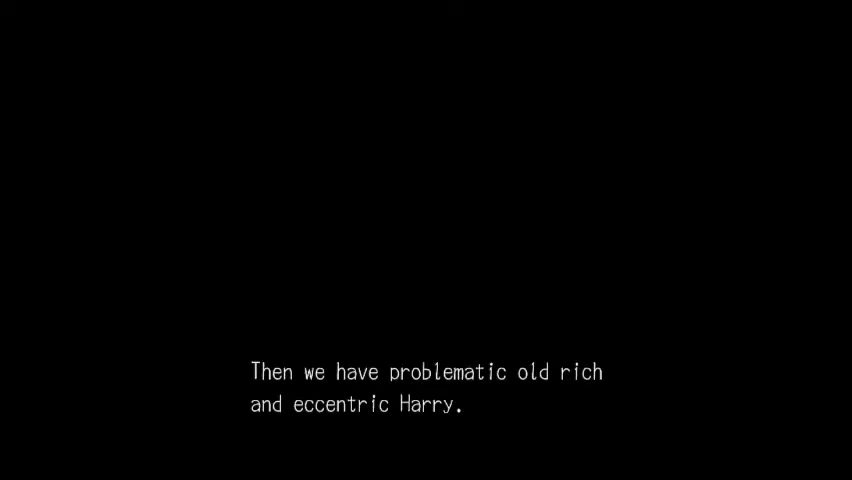 Then we have problematic old rich
and eccentric Harry.